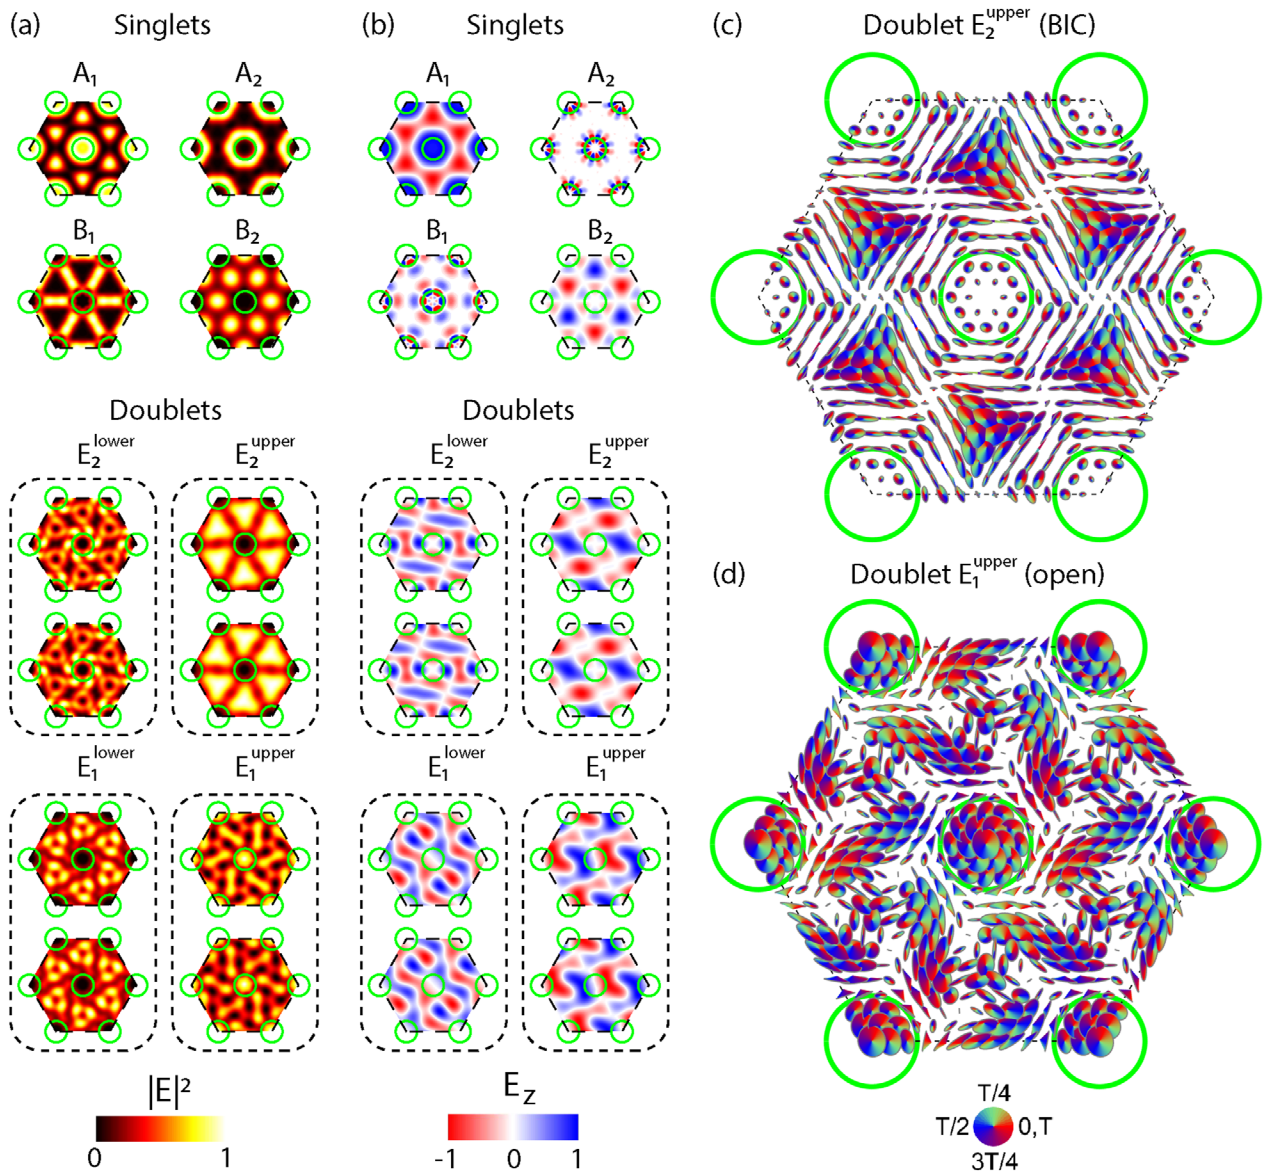 (a) Singlets
A1 A2
B1 B2
Doublets
E2lower E2upper
E1lower E1upper
|E|²
0 1
(b) Singlets
A1 A2
B1 B2
Doublets
E2lower E2upper
E1lower E1upper
Ez
-1 0 1
(c) Doublet E2upper (BIC)
(d) Doublet E1upper (open)
T/4
T/2 0,T
3T/4